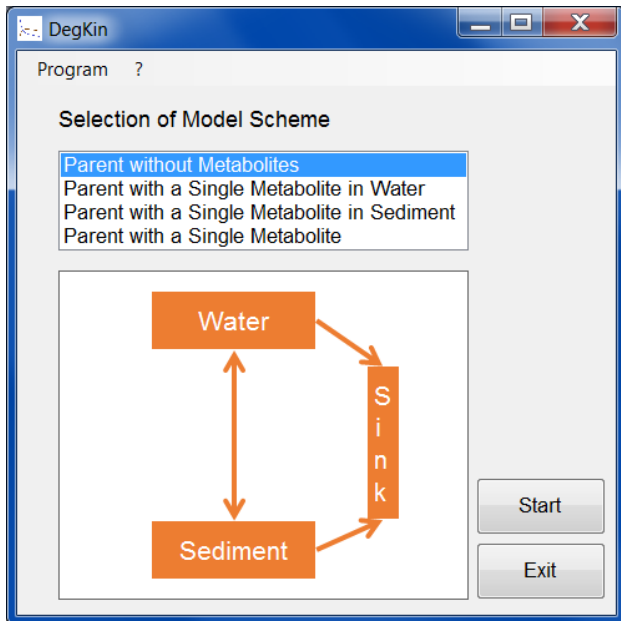 DegKin
Program ?
Selection of Model Scheme
Parent without Metabolites
Parent with a Single Metabolite in Water
Parent with a Single Metabolite in Sediment
Parent with a Single Metabolite
Water
Sink
Sediment
Start
Exit